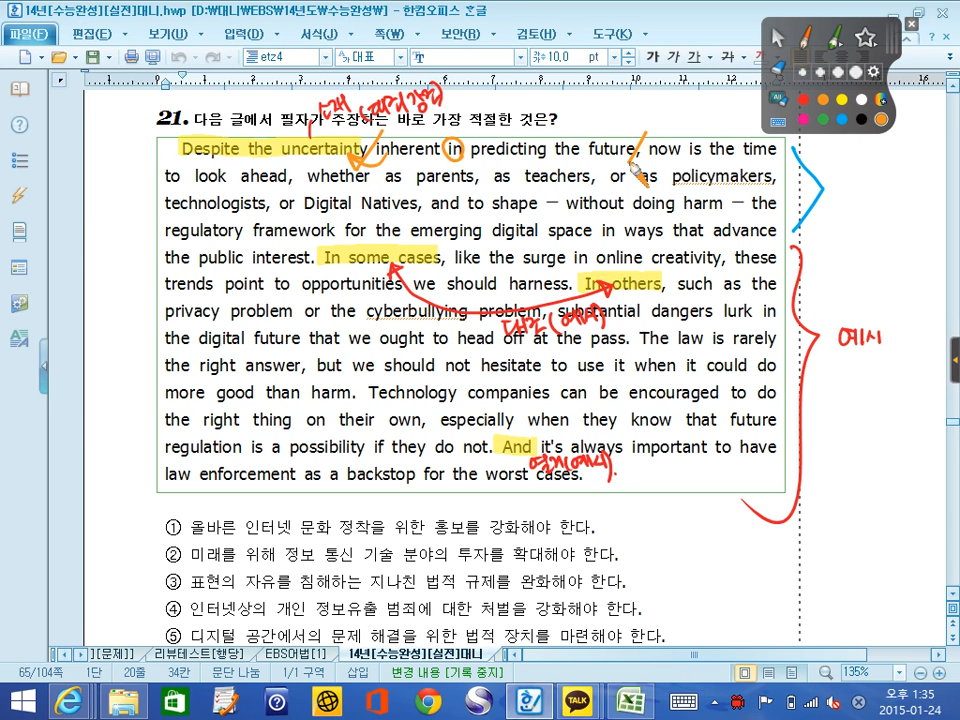 14년[수능완성][실전]대니.hwp [D:₩대니₩EBS₩14년도₩수능완성₩] - 한컴오피스 흔글
파일(F) 편집(E) 보기(U) 입력(D) 서식(J) 쪽(W) 보안(R) 검토(H) 도구(K)
etz4 대표 10,0 pt 가 가 가 가
21. 다음 글에서 필자가 주장하는 바로 가장 적절한 것은?
Despite the uncertainty inherent in predicting the future, now is the time
to look ahead, whether as parents, as teachers, or as policymakers,
technologists, or Digital Natives, and to shape — without doing harm — the
regulatory framework for the emerging digital space in ways that advance
the public interest. In some cases, like the surge in online creativity, these
trends point to opportunities we should harness. In others, such as the
privacy problem or the cyberbullying problem, substantial dangers lurk in
대조(예시)
the digital future that we ought to head off at the pass. The law is rarely
예시
the right answer, but we should not hesitate to use it when it could do
more good than harm. Technology companies can be encouraged to do
the right thing on their own, especially when they know that future
regulation is a possibility if they do not. And it's always important to have
열거(예시).
law enforcement as a backstop for the worst cases.
① 올바른 인터넷 문화 정착을 위한 홍보를 강화해야 한다.
② 미래를 위해 정보 통신 기술 분야의 투자를 확대해야 한다.
③ 표현의 자유를 침해하는 지나친 법적 규제를 완화해야 한다.
④ 인터넷상의 개인 정보유출 범죄에 대한 처벌을 강화해야 한다.
⑤ 디지털 공간에서의 문제 해결을 위한 법적 장치를 마련해야 한다.
][문제]] 리뷰테스트[행당] EBS어법[1] 14년[수능완성][실전]대니
65/104쪽 1단 20줄 34칸 문단 나눔 1/1 구역 삽입 변경 내용 [기록 중지] 135%
TALK 오후 1:35
2015-01-24